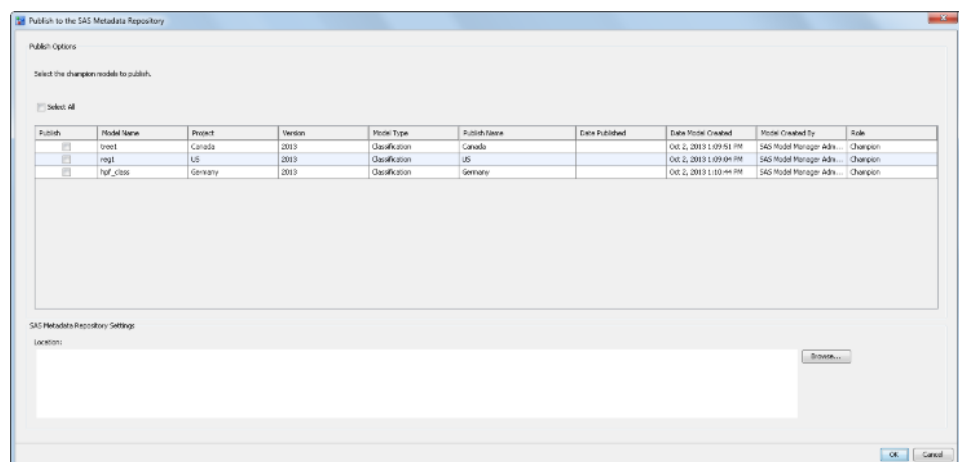 Publish to the SAS Metadata Repository
Publish Options
Select the champion models to publish.
Select All
Publish Model Name Project Version Model Type Publish Name Date Published Date Model Created Model Created By Role
tree1 Canada 2013 Classification Canada Oct 2, 2013 1:09:51 PM SAS Model Manager Adm... Champion
reg1 US 2013 Classification US Oct 2, 2013 1:09:04 PM SAS Model Manager Adm... Champion
hpf_class Germany 2013 Classification Germany Oct 2, 2013 1:10:44 PM SAS Model Manager Adm... Champion
SAS Metadata Repository Settings
Location:
Browse...
OK Cancel